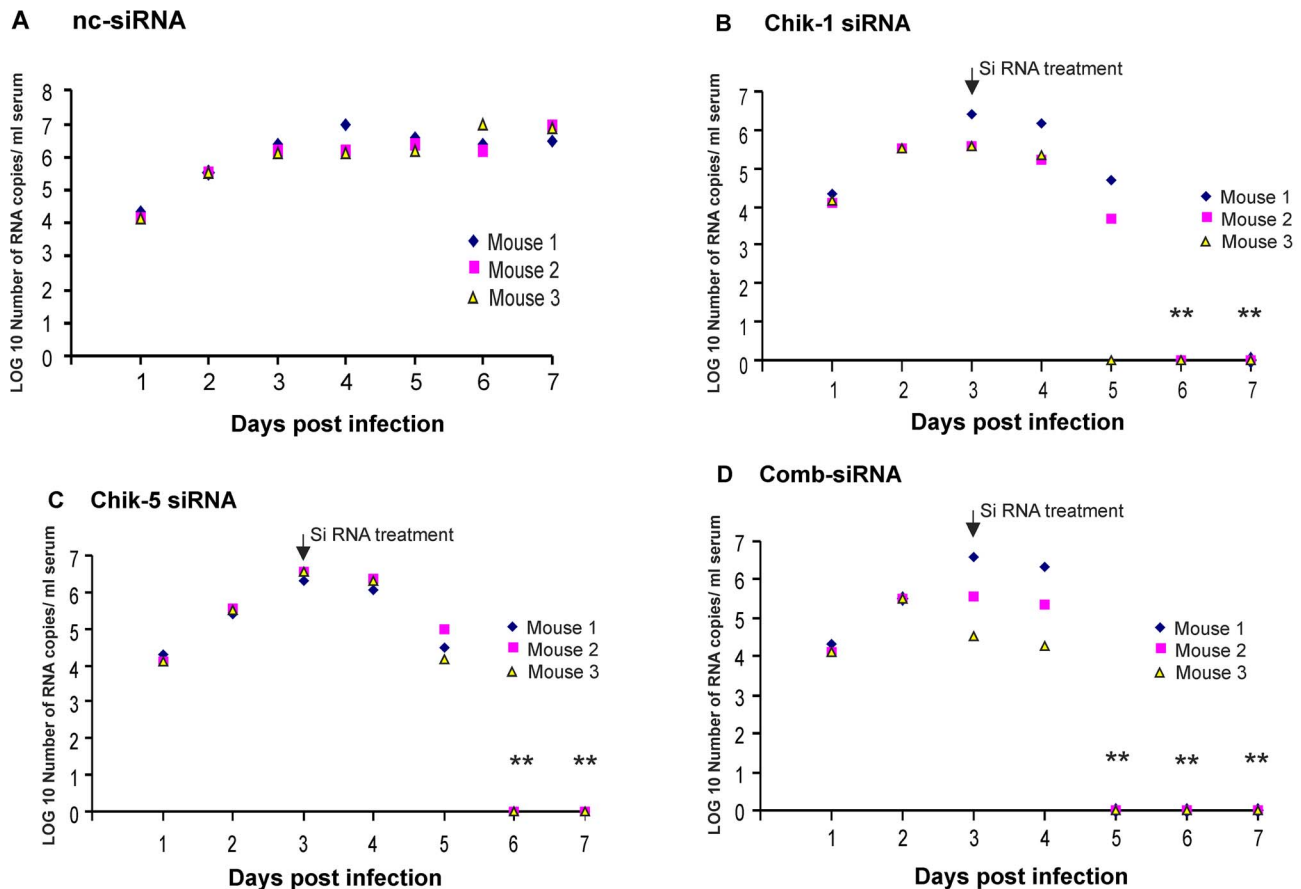 A nc-siRNA
LOG 10 Number of RNA copies/ ml serum
8
7
6
5
4
3
2
1
0
1 2 3 4 5 6 7
Days post infection
Mouse 1
Mouse 2
Mouse 3
B Chik-1 siRNA
Si RNA treatment
LOG 10 Number of RNA copies/ ml serum
7
6
5
4
3
2
1
0
** **
1 2 3 4 5 6 7
Days post infection
Mouse 1
Mouse 2
Mouse 3
C Chik-5 siRNA
Si RNA treatment
LOG 10 Number of RNA copies/ ml serum
7
6
5
4
3
2
1
0
** **
1 2 3 4 5 6 7
Days post infection
Mouse 1
Mouse 2
Mouse 3
D Comb-siRNA
Si RNA treatment
LOG 10 Number of RNA copies/ ml serum
7
6
5
4
3
2
1
0
** ** **
1 2 3 4 5 6 7
Days post infection
Mouse 1
Mouse 2
Mouse 3